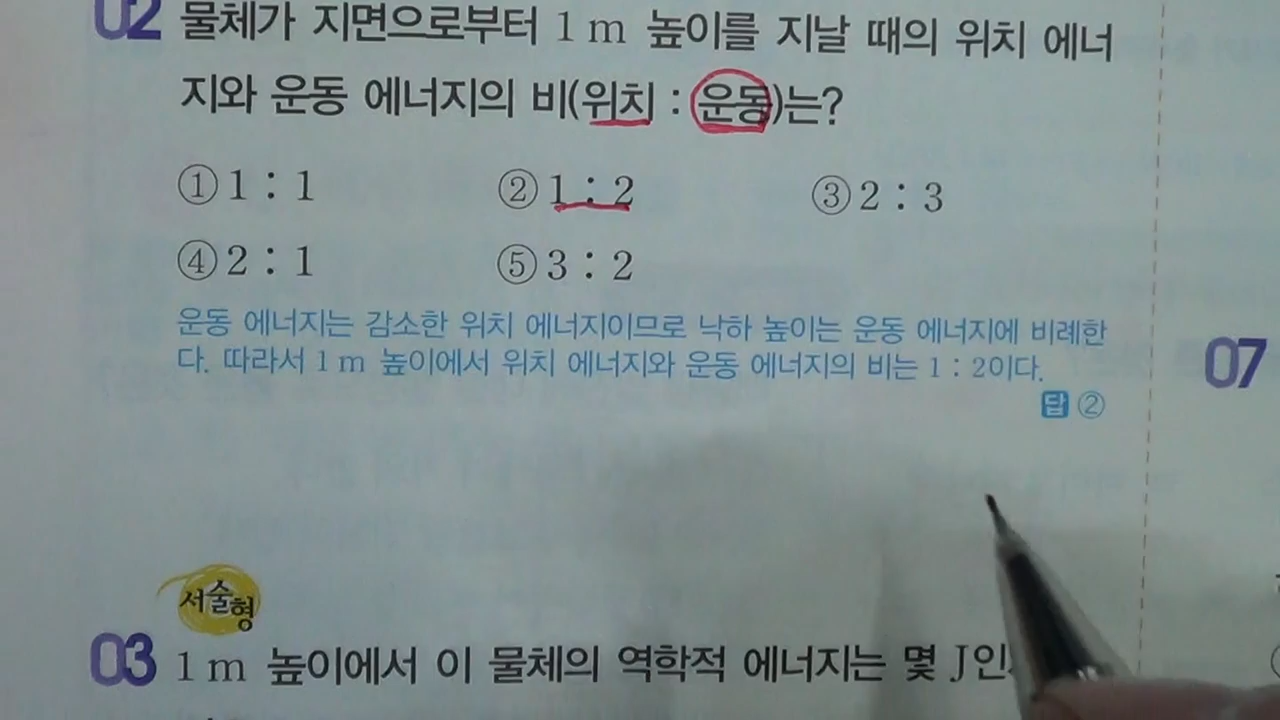 02 물체가 지면으로부터 1 m 높이를 지날 때의 위치 에너
지와 운동 에너지의 비(위치 : 운동)는?
① 1 : 1 ② 1 : 2 ③ 2 : 3
④ 2 : 1 ⑤ 3 : 2
운동 에너지는 감소한 위치 에너지이므로 낙하 높이는 운동 에너지에 비례한
다. 따라서 1 m 높이에서 위치 에너지와 운동 에너지의 비는 1 : 2이다.
답 ②
07
서술형
03 1 m 높이에서 이 물체의 역학적 에너지는 몇 J인